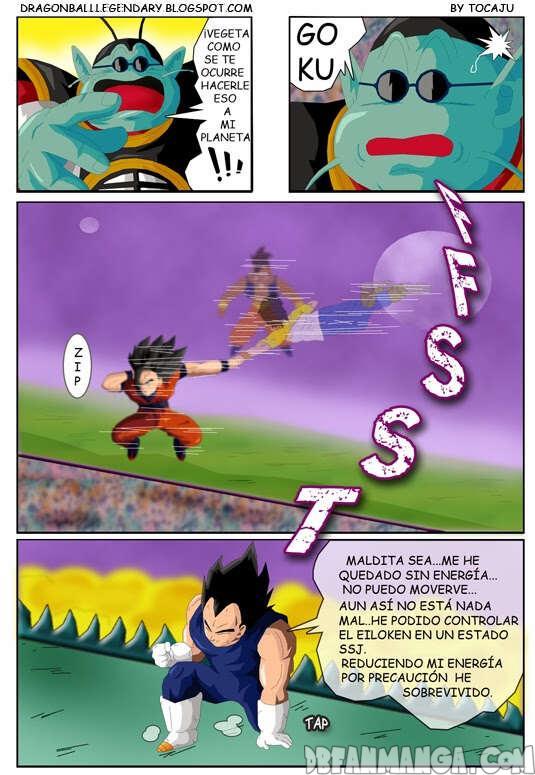 DRAGONBALLLEGENDARY.BLOGSPOT.COM
BY TOCAJU
¡VEGETA
COMO
SE TE
OCURRE
HACERLE
ESO
A
MI
PLANETA
!!!
GO
KU
FFSST
ZIP
MALDITA SEA...ME HE
QUEDADO SIN ENERGÍA...
NO PUEDO MOVERVE...
AUN ASÍ NO ESTÁ NADA
MAL..HE PODIDO CONTROLAR
EL EILOKEN EN UN ESTADO
SSJ.
REDUCIENDO MI ENERGÍA
POR PRECAUCIÓN HE
SOBREVIVIDO.
TAP
DBFANMANGA.COM